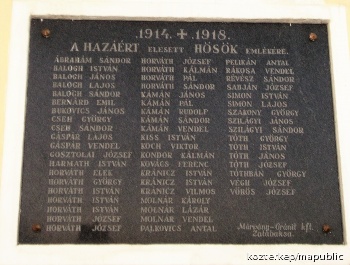 1914. ✝ 1918.
A HAZÁÉRT ELESETT HŐSÖK EMLÉKÉRE.
ÁBRAHÁM SÁNDOR
BALOGH ISTVÁN
BALOGH JÁNOS
BALOGH LAJOS
BALOGH SÁNDOR
BERNÁRD EMIL
BUKOVICS JÁNOS
CSEH GYÖRGY
CSEH SÁNDOR
GÁSPÁR LAJOS
GÁSPÁR VENDEL
GOSZTOLAI JÓZSEF
HARMATH ISTVÁN
HORVÁTH ELEK
HORVÁTH GYÖRGY
HORVÁTH ISTVÁN
HORVÁTH ISTVÁN
HORVÁTH ISTVÁN
HORVÁTH JÓZSEF
HORVÁTH JÓZSEF
HORVÁTH JÓZSEF
HORVÁTH KÁLMÁN
HORVÁTH PÁL
HORVÁTH SÁNDOR
KÁMÁN JÁNOS
KÁMÁN PÁL
KÁMÁN RUDOLF
KÁMÁN SÁNDOR
KÁMÁN VENDEL
KISS ISTVÁN
KOCH VIKTOR
KONDOR KÁLMÁN
KOVÁCS FERENC
KRÁNICZ ISTVÁN
KRÁNICZ ISTVÁN
KRÁNICZ VILMOS
MOLNÁR KÁROLY
MOLNÁR LÁZÁR
MOLNÁR VENDEL
PALKOVICS ANTAL
PELIKÁN ANTAL
RÁKOSA VENDEL
RÉVÉSZ SÁNDOR
SABJÁN JÓZSEF
SIMON ISTVÁN
SIMON LAJOS
SZAKONY GYÖRGY
SZILÁGYI JÁNOS
SZILÁGYI SÁNDOR
TÓTH GYÖRGY
TÓTH ISTVÁN
TÓTH JÁNOS
TÓTH JÓZSEF
TÓTHBÁN GYÖRGY
VÉGH JÓZSEF
VÖRÖS JÓZSEF
Márvány-Gránit kft.
Zalabaksa.
kozterkep/mapublic